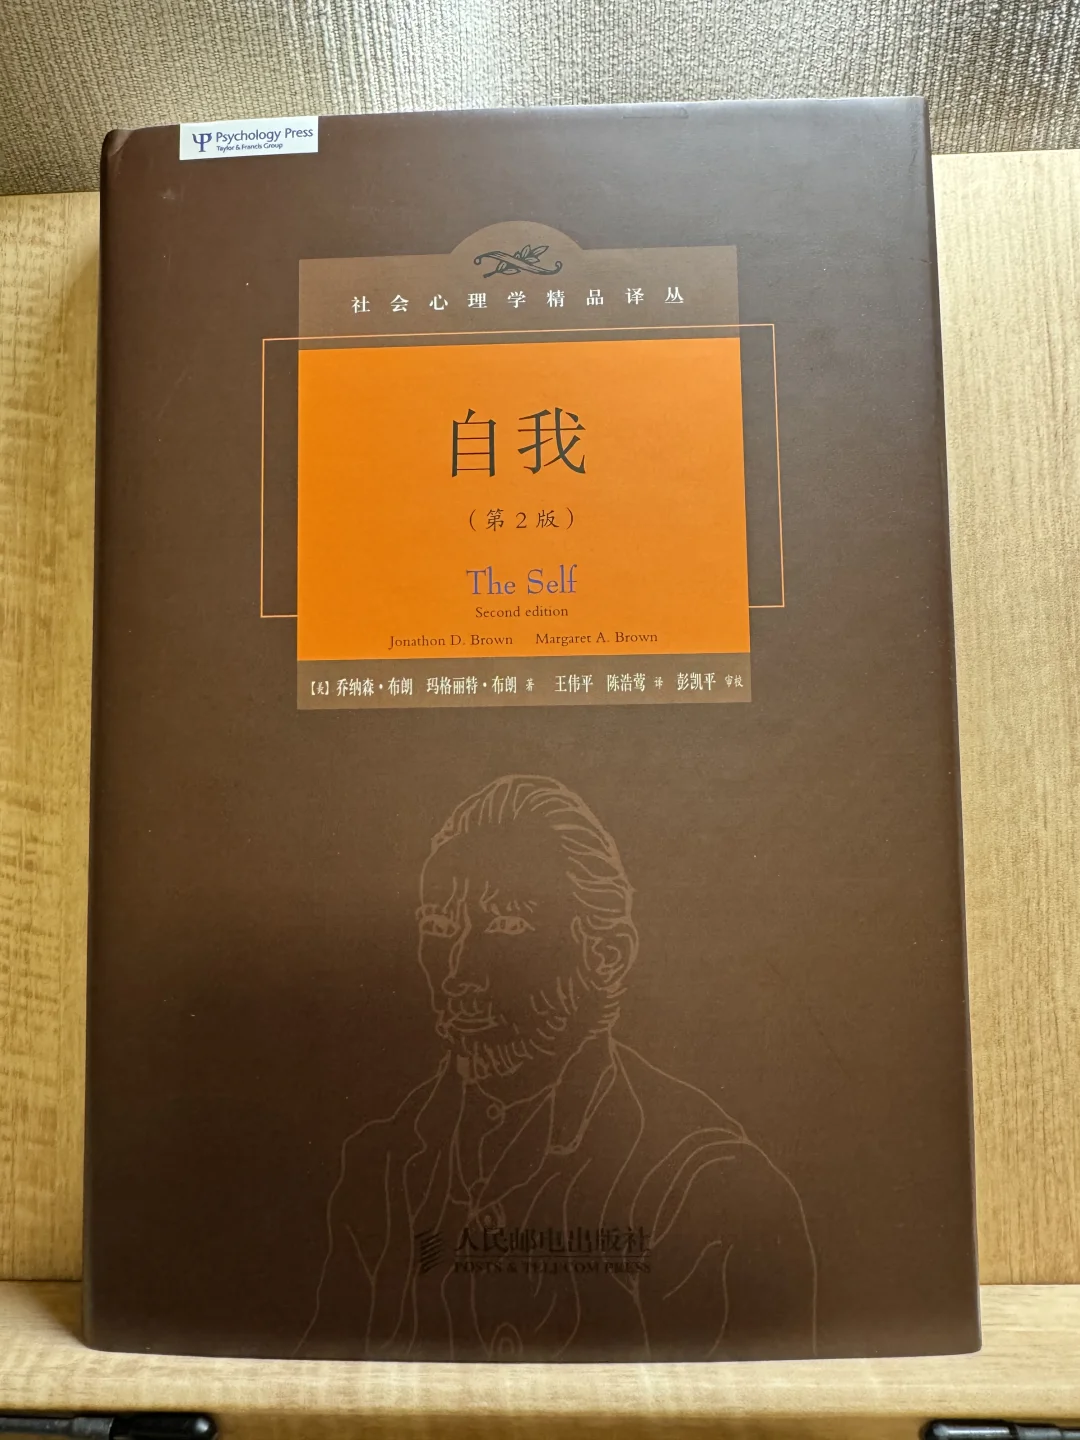 Psychology Press
Taylor & Francis Group
社会心理学精品译丛
自我
（第2版）
The Self
Second edition
Jonathon D. Brown Margaret A. Brown
【美】乔纳森·布朗 玛格丽特·布朗 著 王伟平 陈浩莺 译 彭凯平 审校
人民邮电出版社
POSTS & TELECOM PRESS